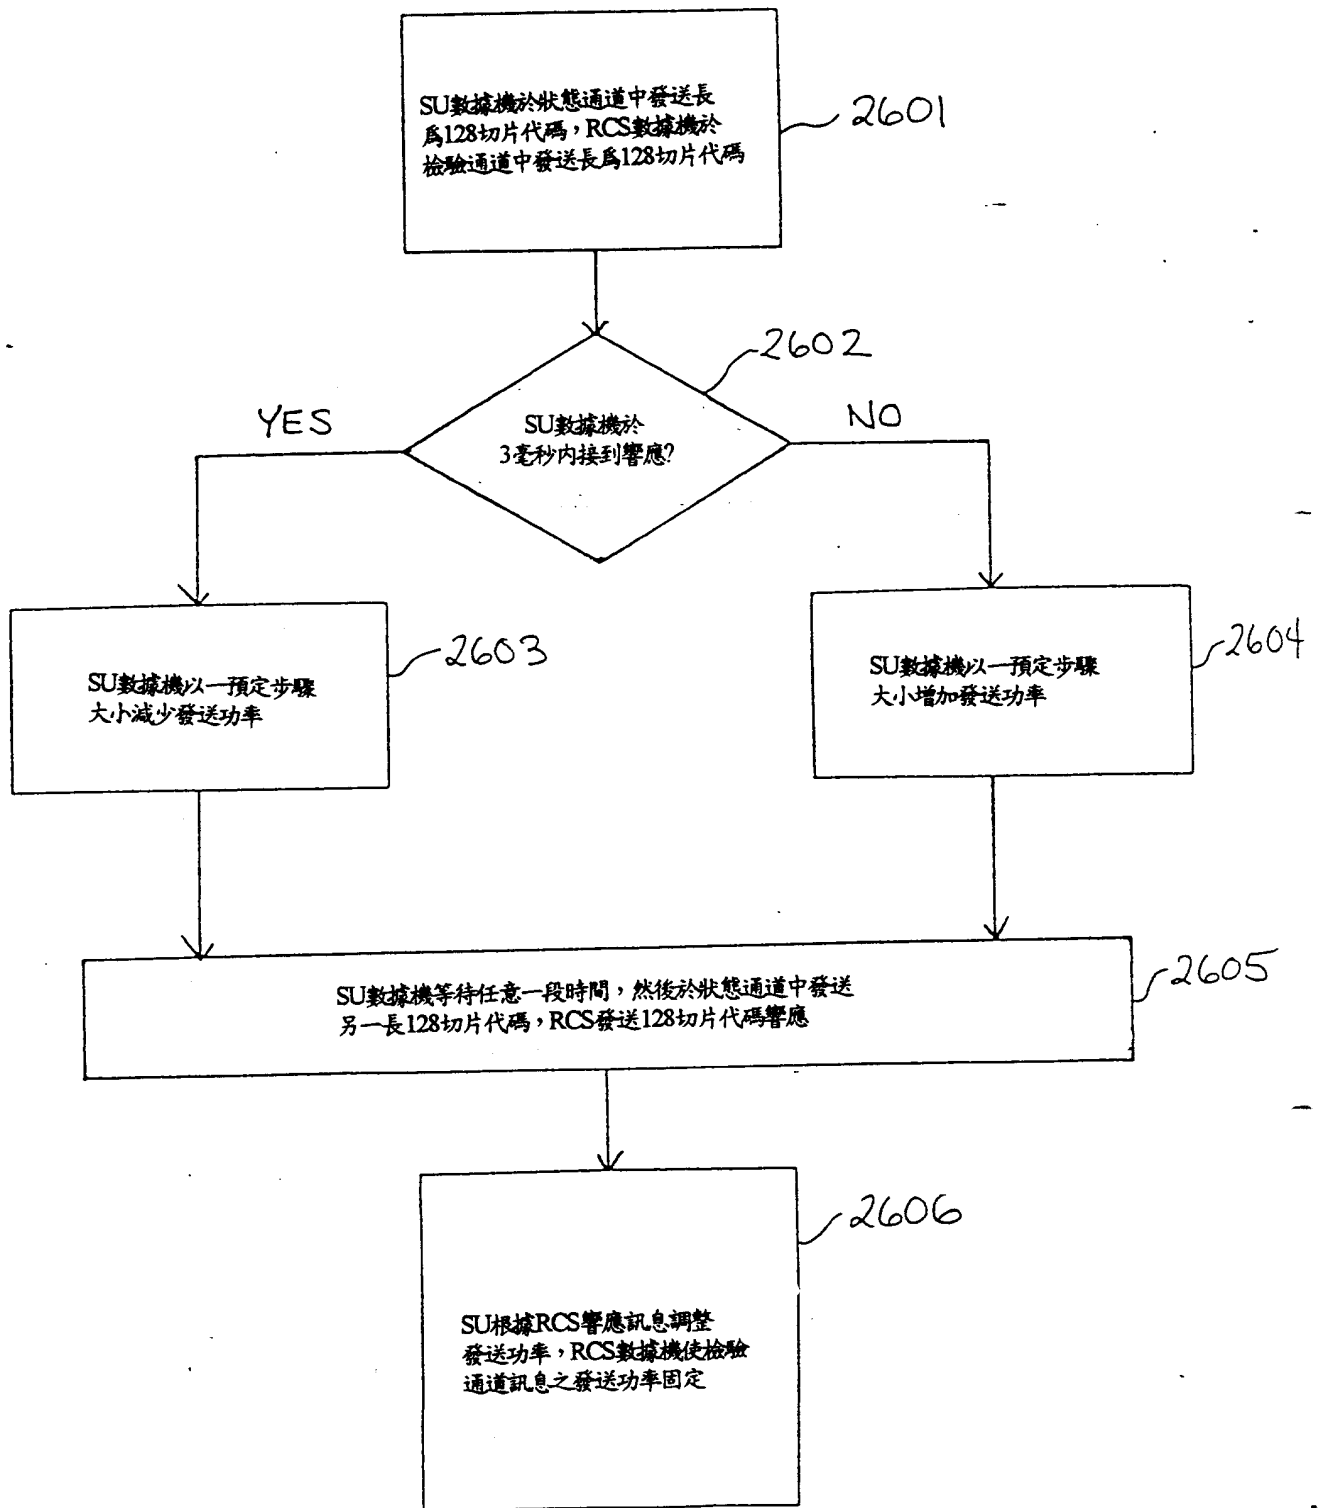 SU數據機於狀態通道中發送長
爲128切片代碼，RCS數據機於
檢驗通道中發送長爲128切片代碼
2601
2602
YES
NO
SU數據機於
3毫秒內接到響應?
2603
SU數據機以一預定步驟
大小減少發送功率
2604
SU數據機以一預定步驟
大小增加發送功率
2605
SU數據機等待任意一段時間，然後於狀態通道中發送
另一長128切片代碼，RCS發送128切片代碼響應
2606
SU根據RCS響應訊息調整
發送功率，RCS數據機使檢驗
通道訊息之發送功率固定